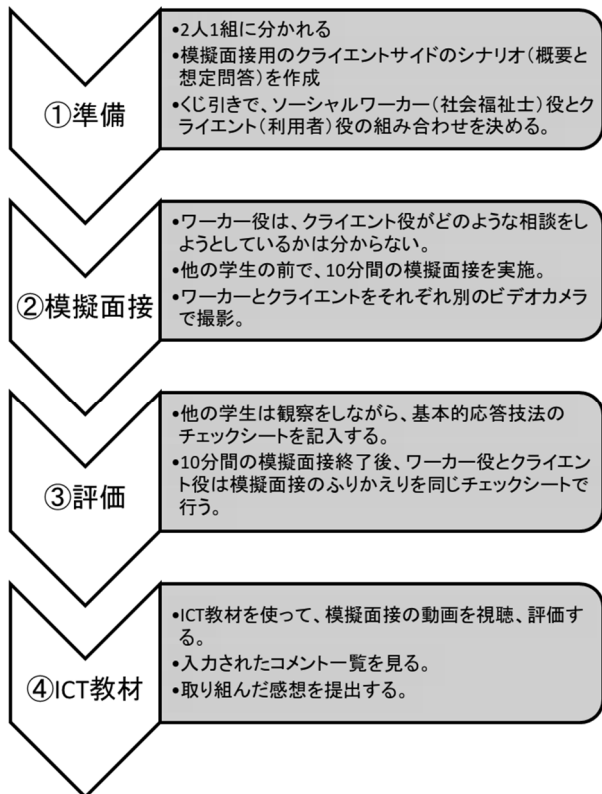 ①準備
•2人1組に分かれる
•模擬面接用のクライエントサイドのシナリオ（概要と
想定問答）を作成
•くじ引きで、ソーシャルワーカー（社会福祉士）役とク
ライエント（利用者）役の組み合わせを決める。
②模擬面接
•ワーカー役は、クライエント役がどのような相談をし
ようとしているかは分からない。
•他の学生の前で、10分間の模擬面接を実施。
•ワーカーとクライエントをそれぞれ別のビデオカメラ
で撮影。
③評価
•他の学生は観察をしながら、基本的応答技法の
チェックシートを記入する。
•10分間の模擬面接終了後、ワーカー役とクライエン
ト役は模擬面接のふりかえりを同じチェックシートで
行う。
④ICT教材
•ICT教材を使って、模擬面接の動画を視聴、評価す
る。
•入力されたコメント一覧を見る。
•取り組んだ感想を提出する。